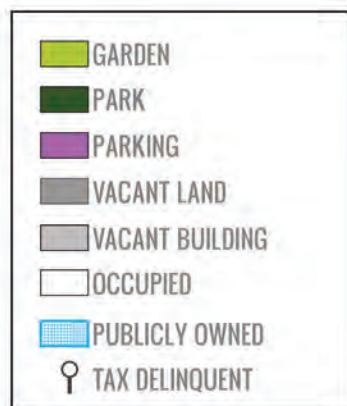 GARDEN
PARK
PARKING
VACANT LAND
VACANT BUILDING
OCCUPIED
PUBLICLY OWNED
TAX DELINQUENT